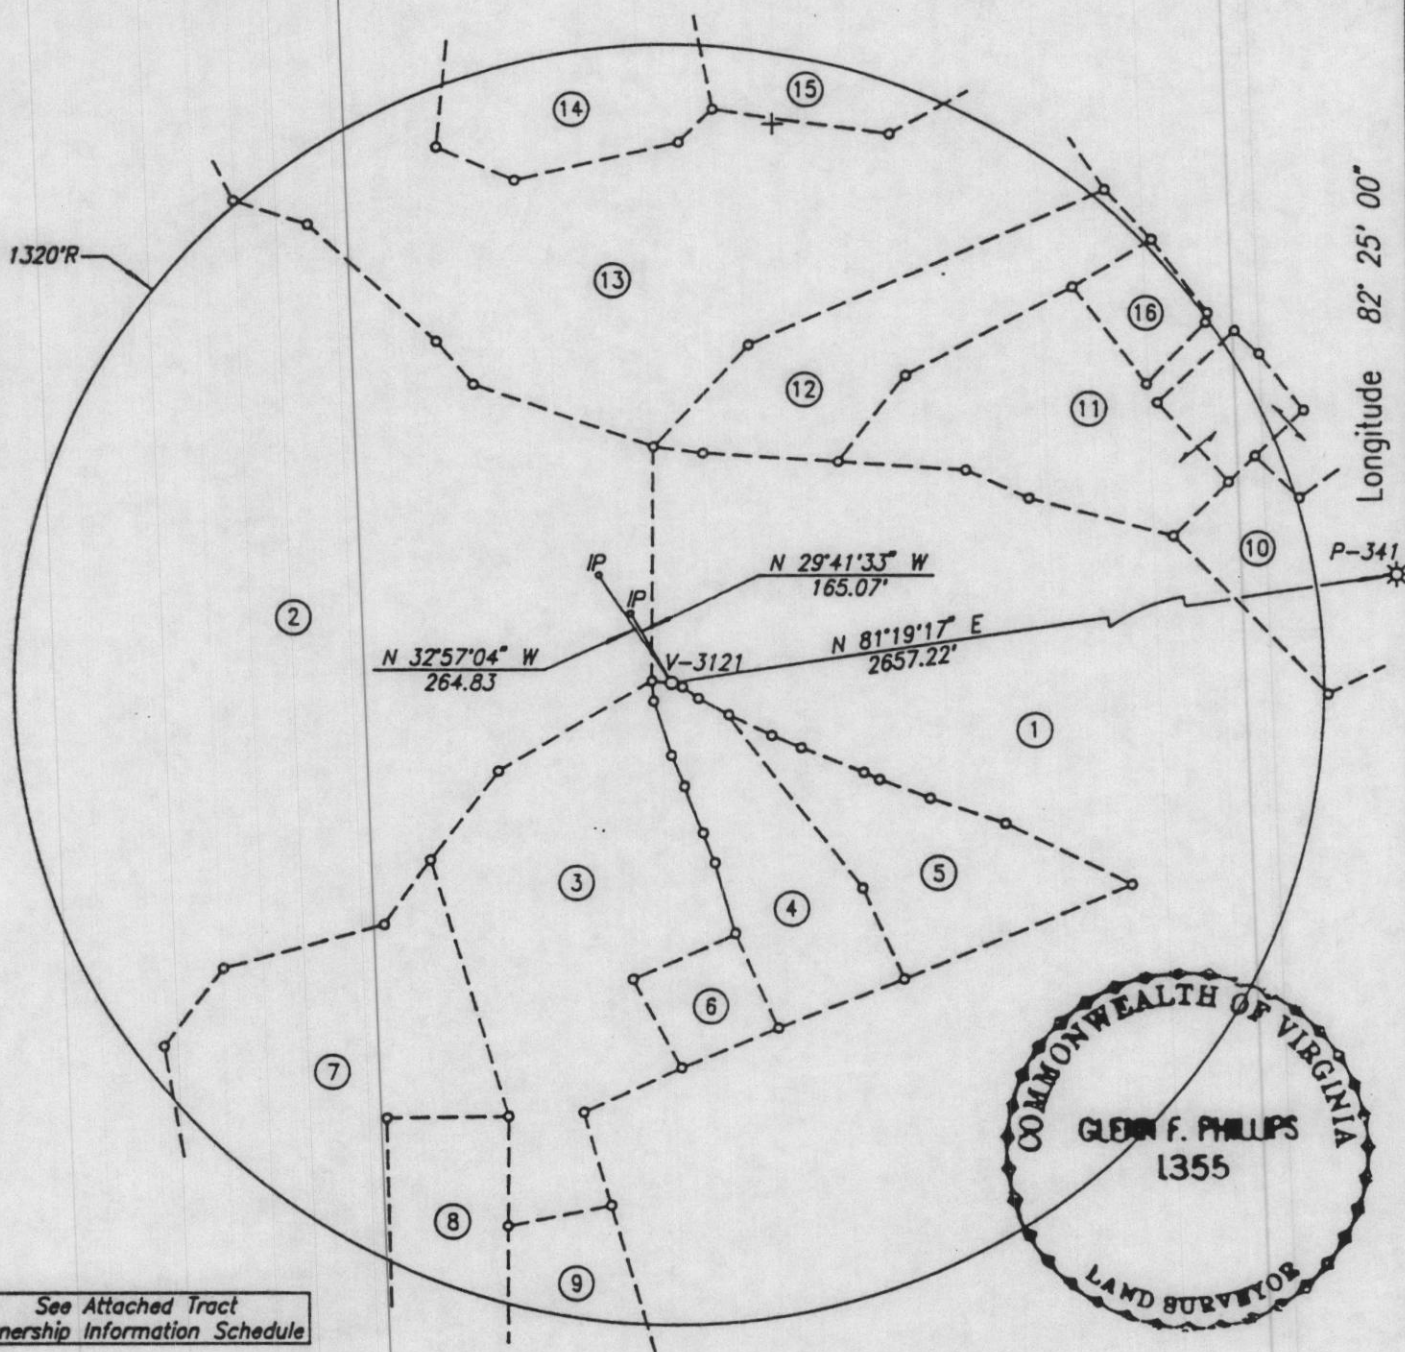 15
14
1320'R
13
16
Longitude 82° 25' 00"
12
11
10
P-341
IP
N 29°41'33" W
165.07'
IP
2
N 32°57'04" W
264.83
V-3121
N 81°19'17" E
2657.22'
1
3
5
4
6
7
COMMONWEALTH OF VIRGINIA
GLENN F. PHILLIPS
1355
LAND SURVEYOR
8
9
See Attached Tract
Information Schedule